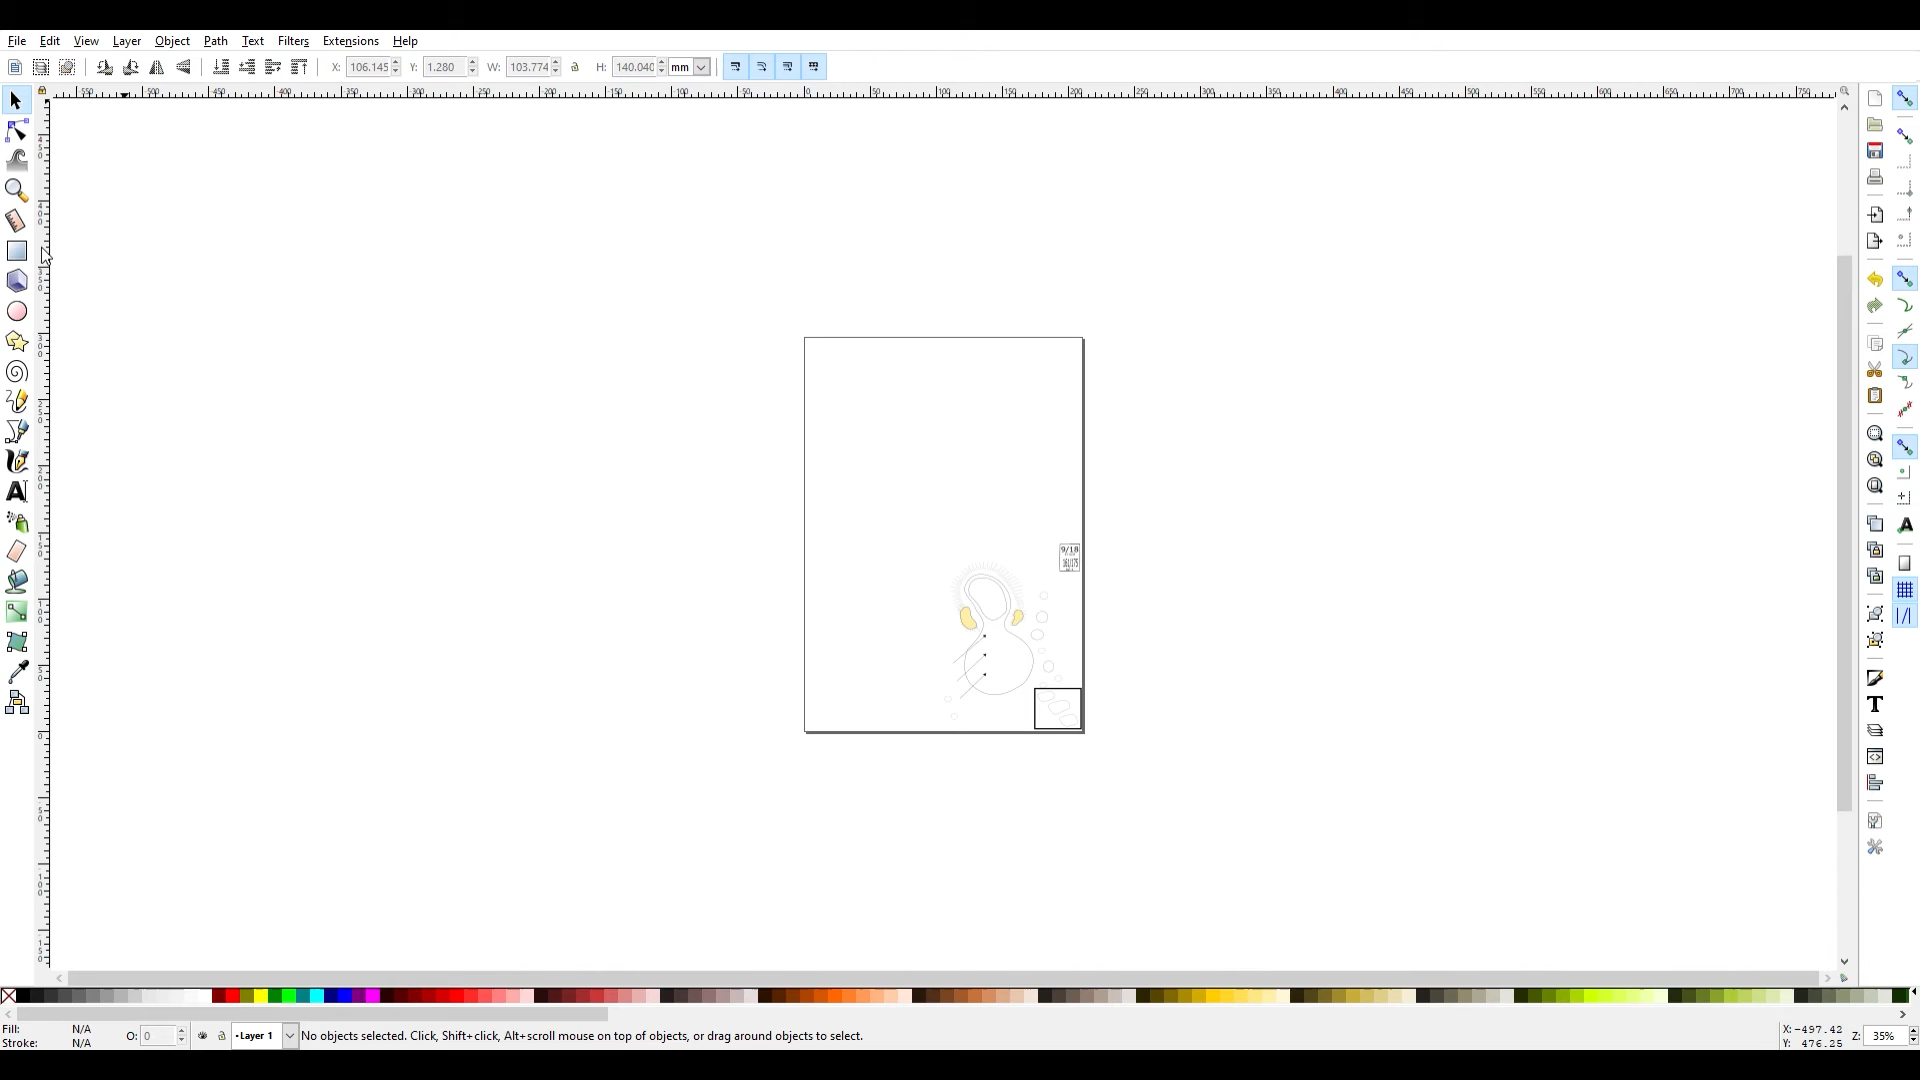 File Edit View Layer Object Path Text Filters Extensions Help
X: 106.145 Y: 1.280 W: 103.774 H: 140.040 mm
9/18
Fill: N/A
Stroke: N/A
O: 0
•Layer 1
No objects selected. Click, Shift+click, Alt+scroll mouse on top of objects, or drag around objects to select.
X: -497.42
Y: 476.25
Z: 35%